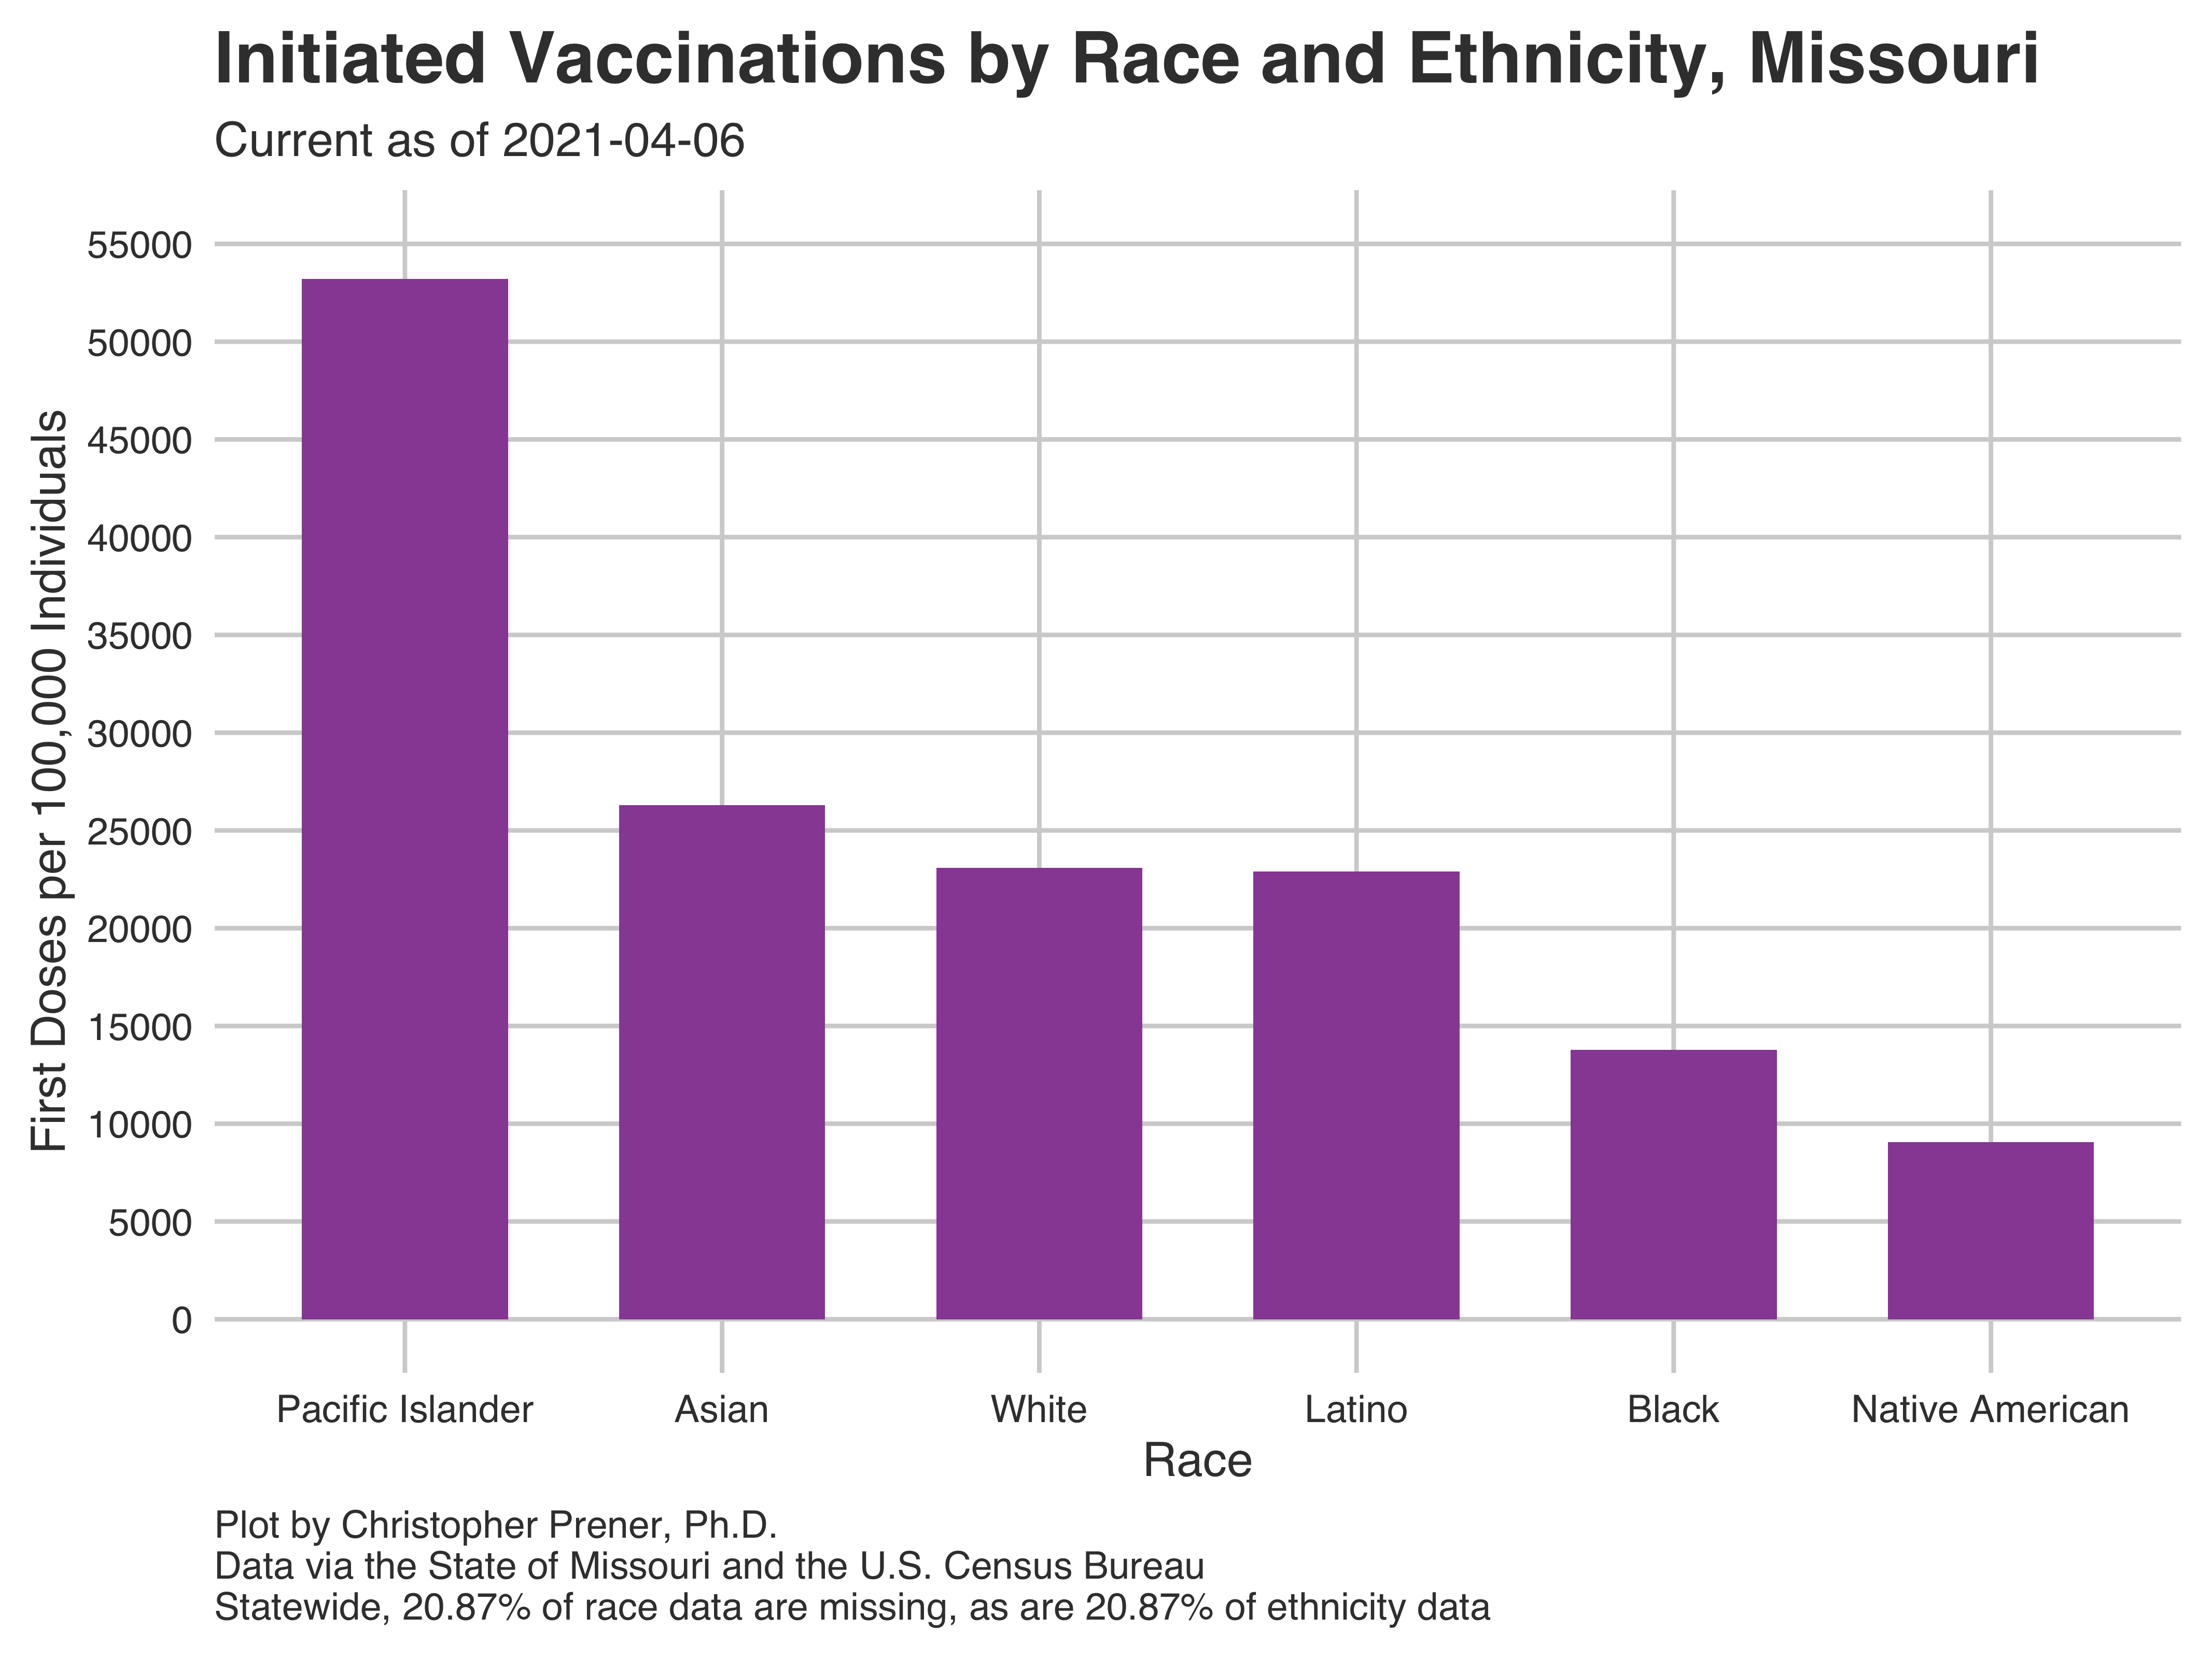 Initiated Vaccinations by Race and Ethnicity, Missouri
Current as of 2021-04-06
First Doses per 100,000 Individuals
55000
50000
45000
40000
35000
30000
25000
20000
15000
10000
5000
0
Pacific Islander Asian White Latino Black Native American
Race
Plot by Christopher Prener, Ph.D.
Data via the State of Missouri and the U.S. Census Bureau
Statewide, 20.87% of race data are missing, as are 20.87% of ethnicity data